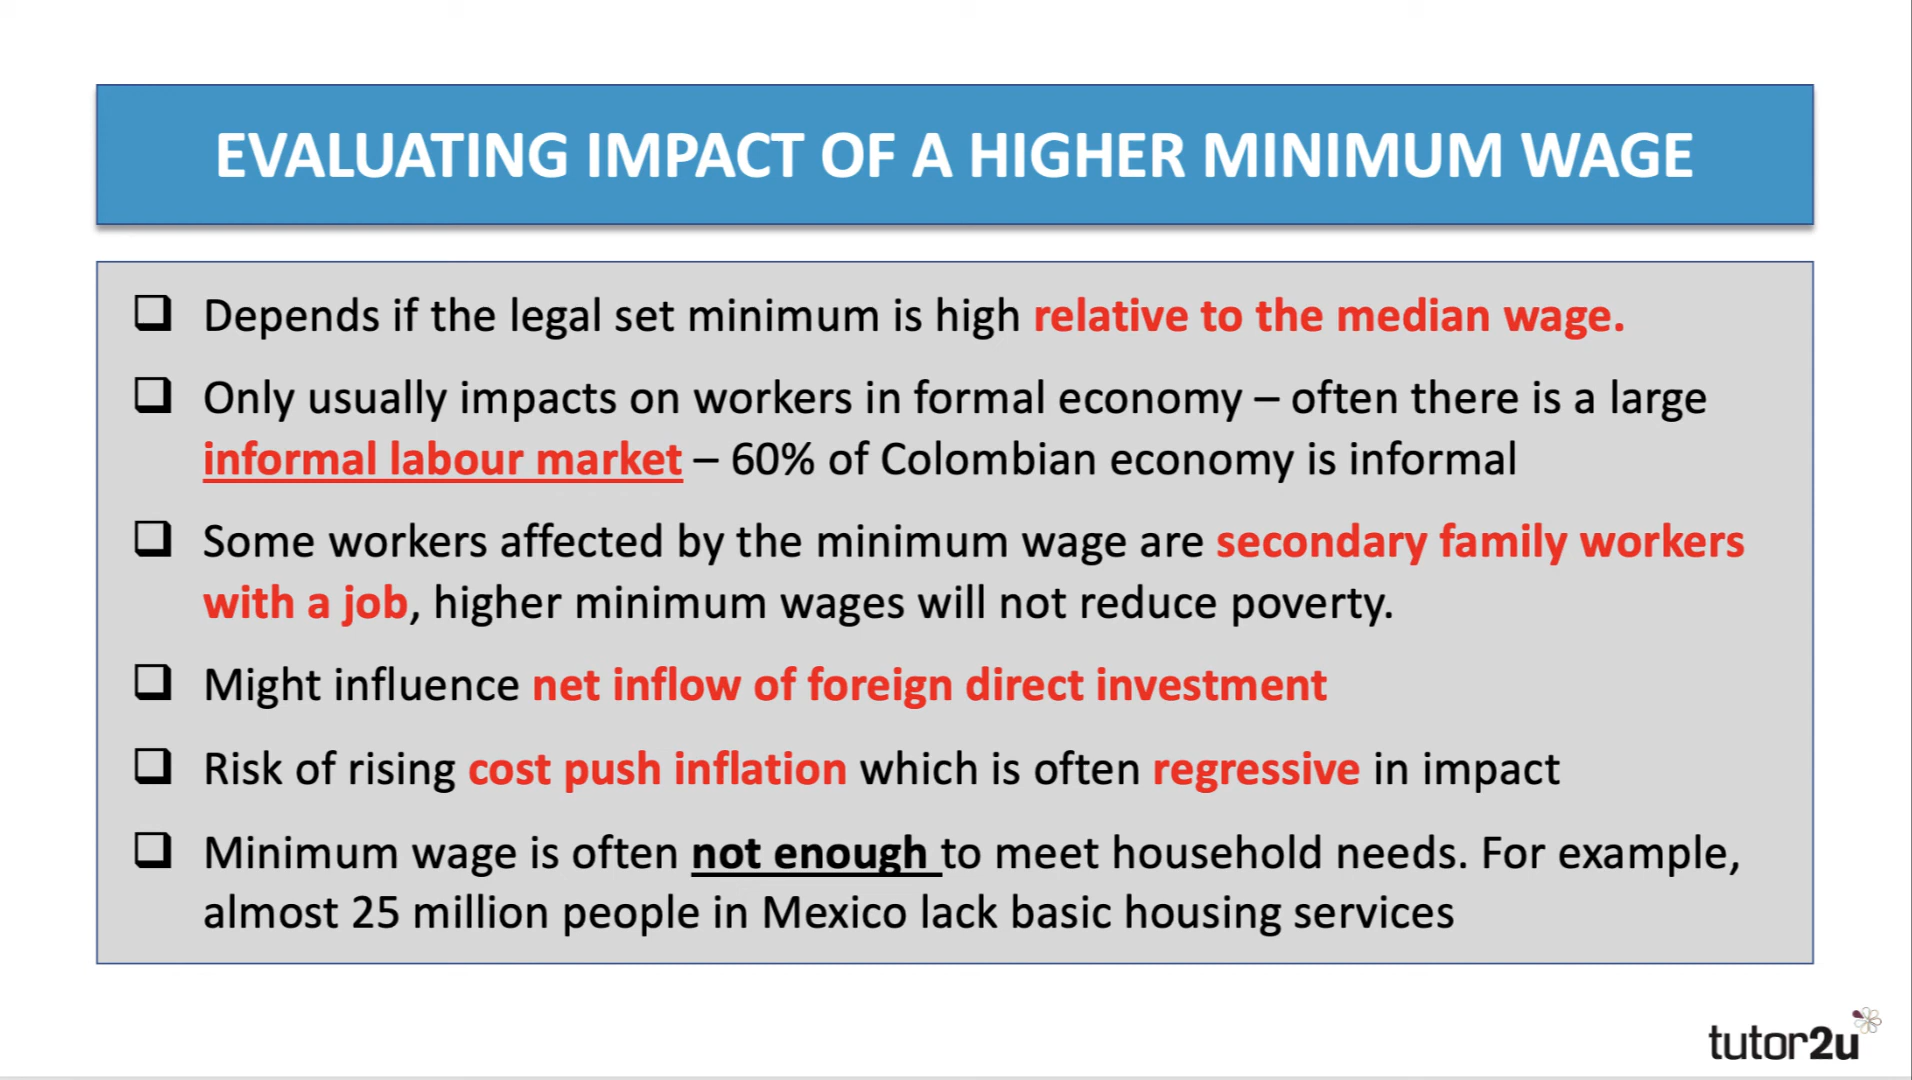 EVALUATING IMPACT OF A HIGHER MINIMUM WAGE
Depends if the legal set minimum is high relative to the median wage.
Only usually impacts on workers in formal economy – often there is a large
informal labour market – 60% of Colombian economy is informal
Some workers affected by the minimum wage are secondary family workers
with a job, higher minimum wages will not reduce poverty.
Might influence net inflow of foreign direct investment
Risk of rising cost push inflation which is often regressive in impact
Minimum wage is often not enough to meet household needs. For example,
almost 25 million people in Mexico lack basic housing services
tutor2u